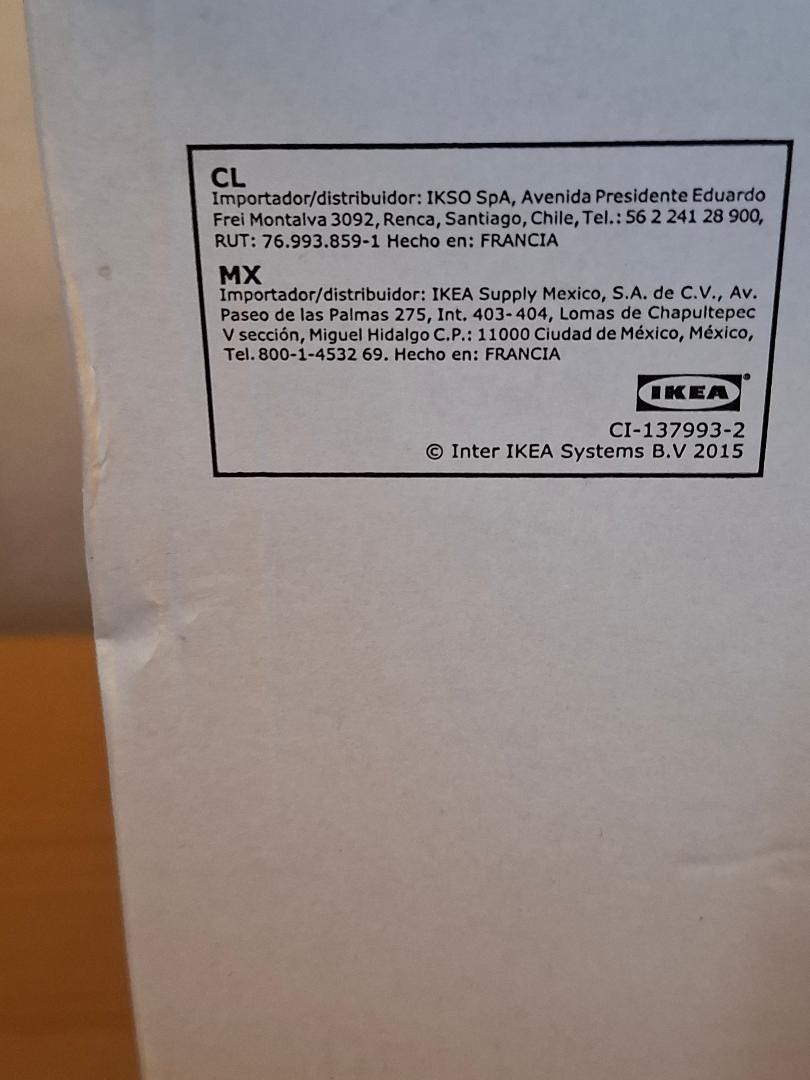 CL
Importador/distribuidor: IKSO SpA, Avenida Presidente Eduardo
Frei Montalva 3092, Renca, Santiago, Chile, Tel.: 56 2 241 28 900,
RUT: 76.993.859-1 Hecho en: FRANCIA
MX
Importador/distribuidor: IKEA Supply Mexico, S.A. de C.V., Av.
Paseo de las Palmas 275, Int. 403-404, Lomas de Chapultepec
V sección, Miguel Hidalgo C.P.: 11000 Ciudad de México, México,
Tel. 800-1-4532 69. Hecho en: FRANCIA
IKEA®
CI-137993-2
© Inter IKEA Systems B.V 2015